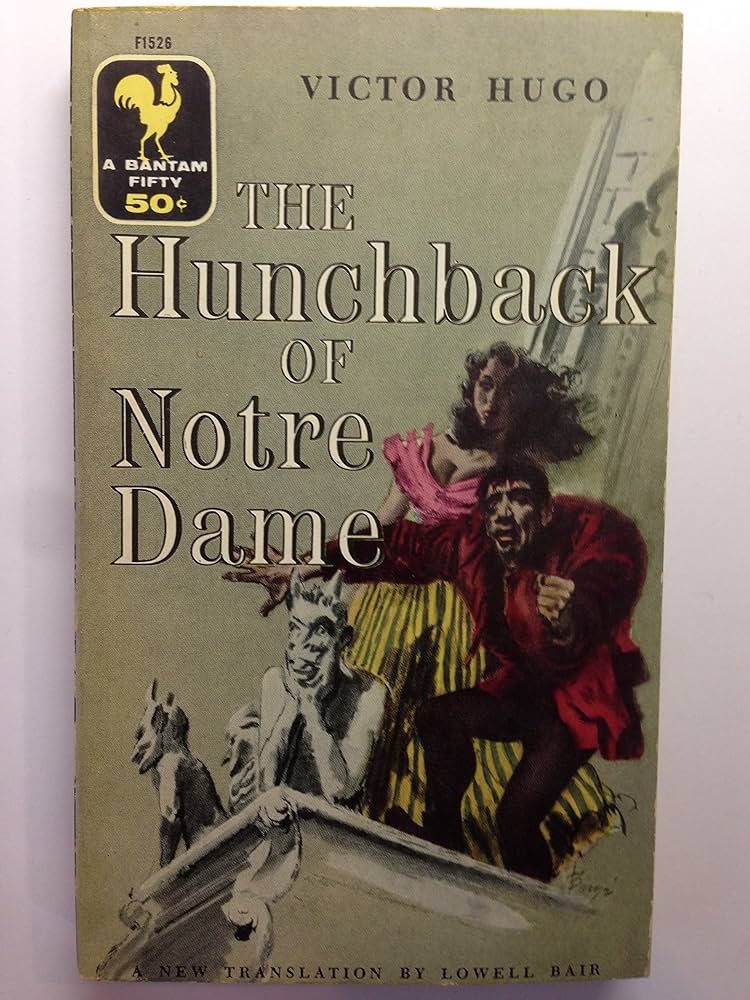 F1526
A BANTAM
FIFTY
50¢
VICTOR HUGO
THE
Hunchback
OF
Notre
Dame
A NEW TRANSLATION BY LOWELL BAIR